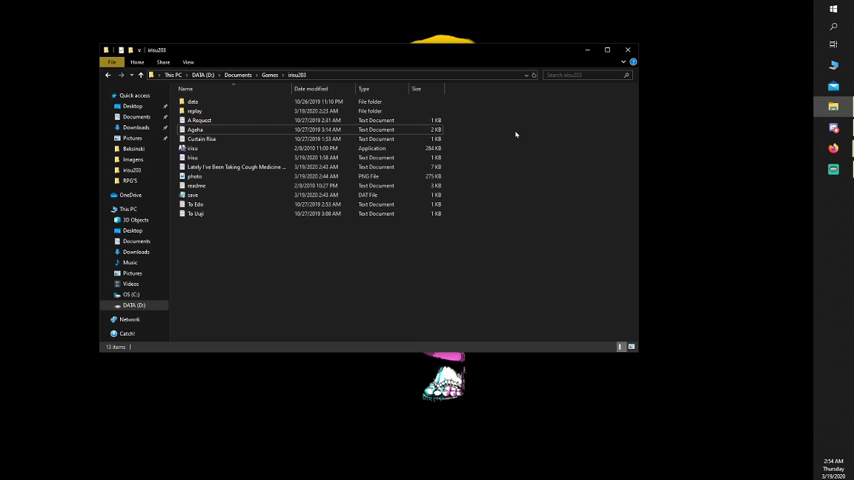 irisu203
File Home Share View
This PC DATA (D:) Documents Games irisu203 Search irisu203
Name Date modified Type Size
Quick access
Desktop
Documents
Downloads
Pictures
Beksinski
Imagens
irisu203
RPG'S
OneDrive
This PC
3D Objects
Desktop
Documents
Downloads
Music
Pictures
Videos
OS (C:)
DATA (D:)
Network
Catch!
data 10/26/2019 11:10 PM File folder
replay 3/19/2020 2:23 AM File folder
A Request 10/27/2019 2:31 AM Text Document 1 KB
Ageha 10/27/2019 3:14 AM Text Document 2 KB
Curtain Rise 10/27/2019 1:53 AM Text Document 1 KB
irisu 2/8/2010 11:00 PM Application 284 KB
Irisu 3/19/2020 1:58 AM Text Document 1 KB
Lately I've Been Taking Cough Medicine ... 3/19/2020 2:43 AM Text Document 7 KB
photo 3/19/2020 2:44 AM PNG File 275 KB
readme 2/8/2010 10:27 PM Text Document 3 KB
save 3/19/2020 2:43 AM DAT File 1 KB
To Edo 10/27/2019 2:53 AM Text Document 1 KB
To Uuji 10/27/2019 3:08 AM Text Document 1 KB
13 items
2:54 AM
Thursday
3/19/2020